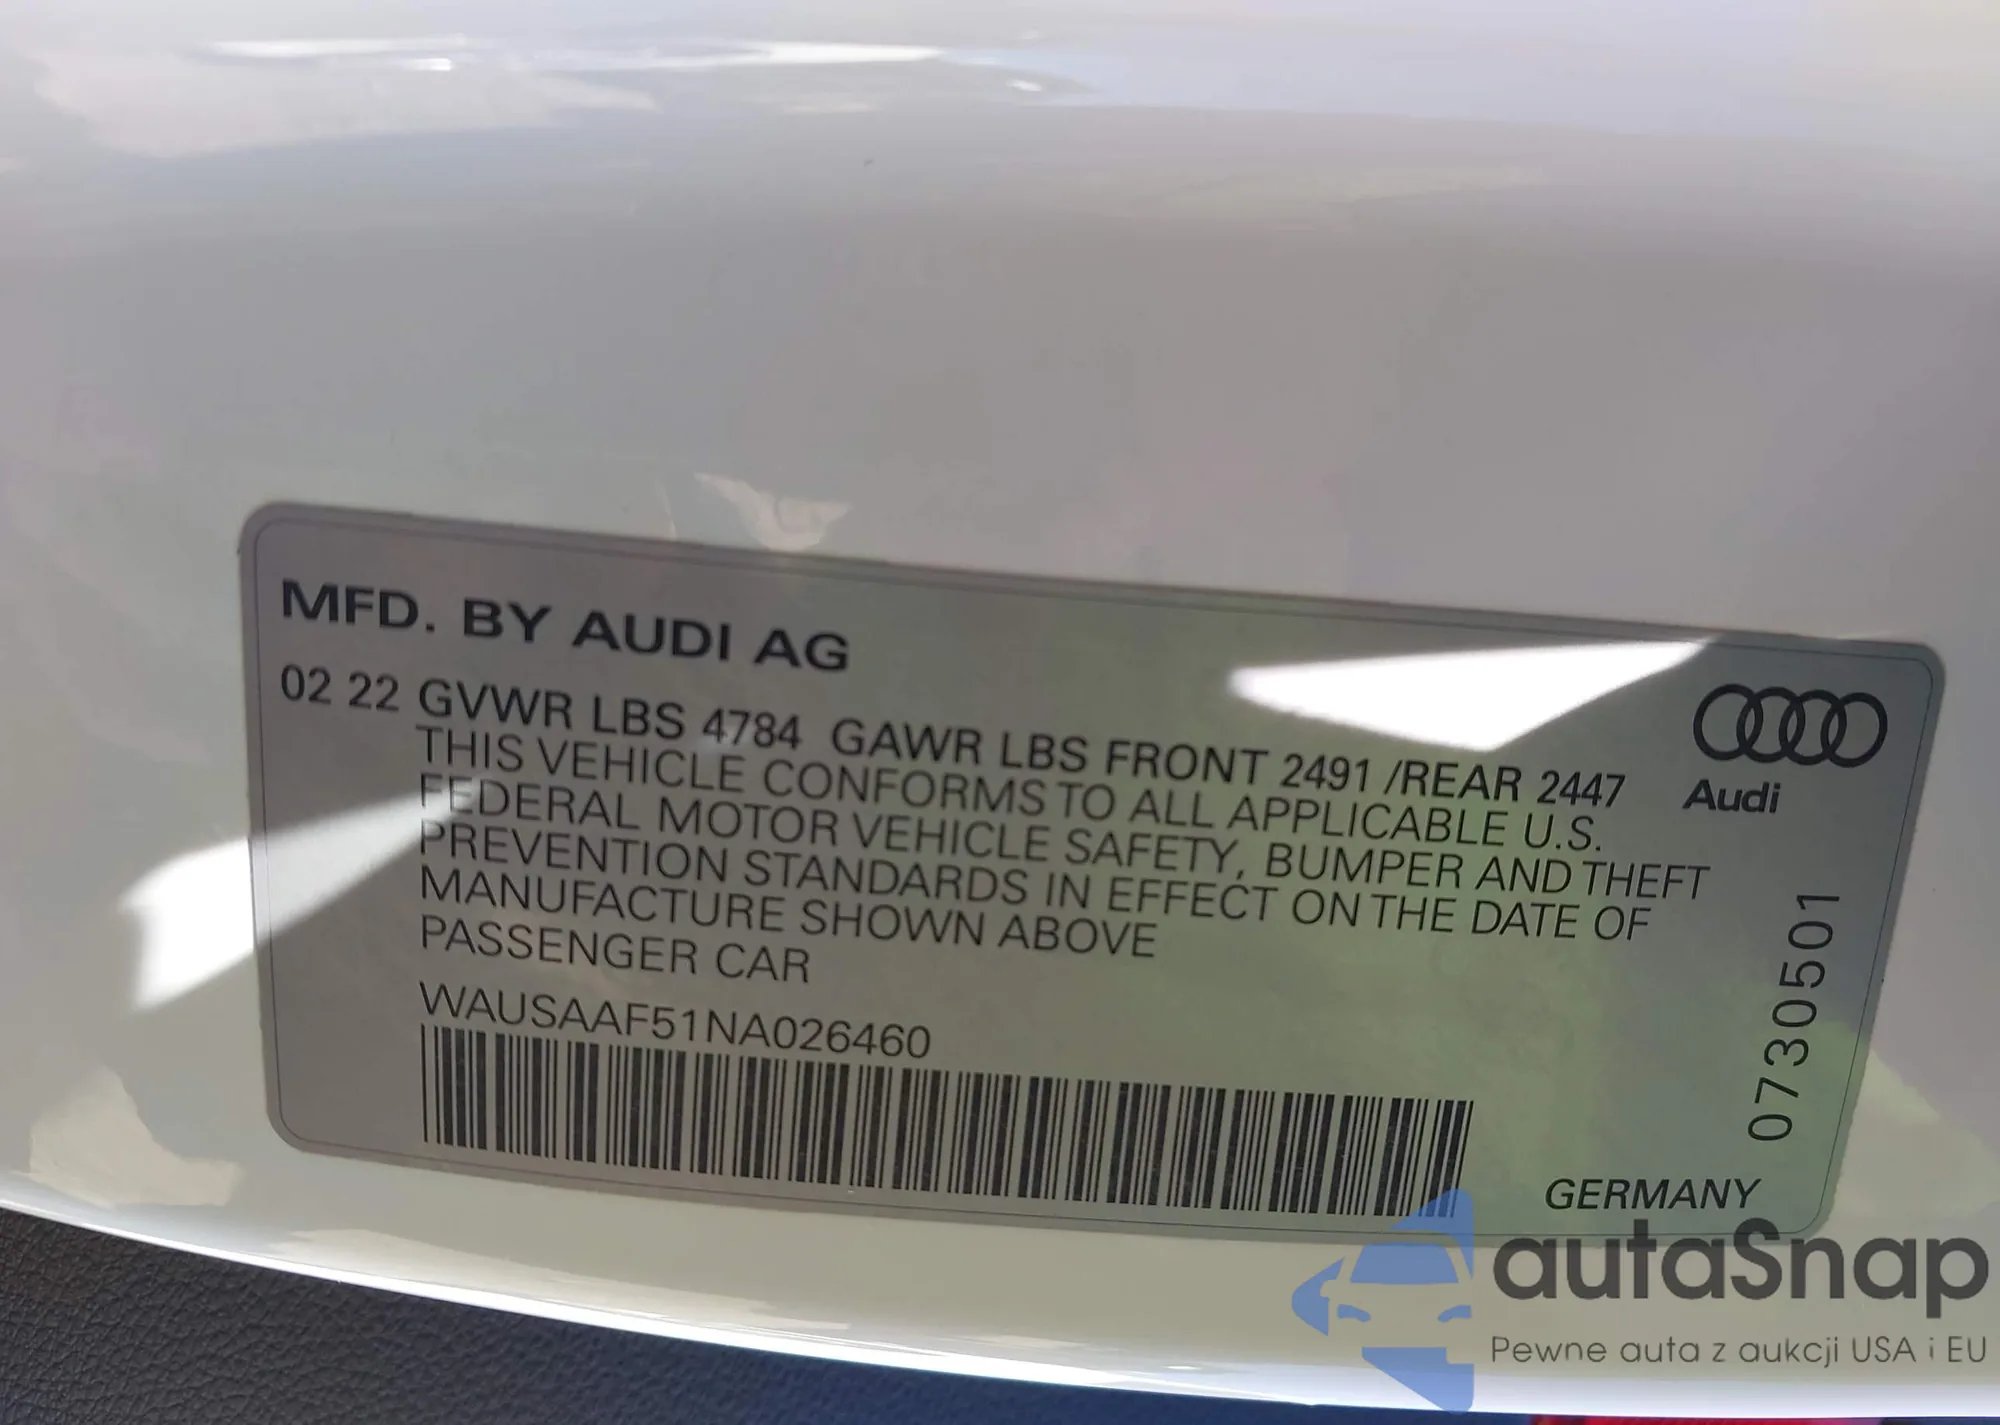 MFD. BY AUDI AG
02 22 GVWR LBS 4784 GAWR LBS FRONT 2491 /REAR 2447
THIS VEHICLE CONFORMS TO ALL APPLICABLE U.S.
FEDERAL MOTOR VEHICLE SAFETY, BUMPER AND THEFT
PREVENTION STANDARDS IN EFFECT ON THE DATE OF
MANUFACTURE SHOWN ABOVE
PASSENGER CAR
WAUSAAF51NA026460
Audi
0730501
GERMANY
autaSnap
Pewne auta z aukcji USA i EU